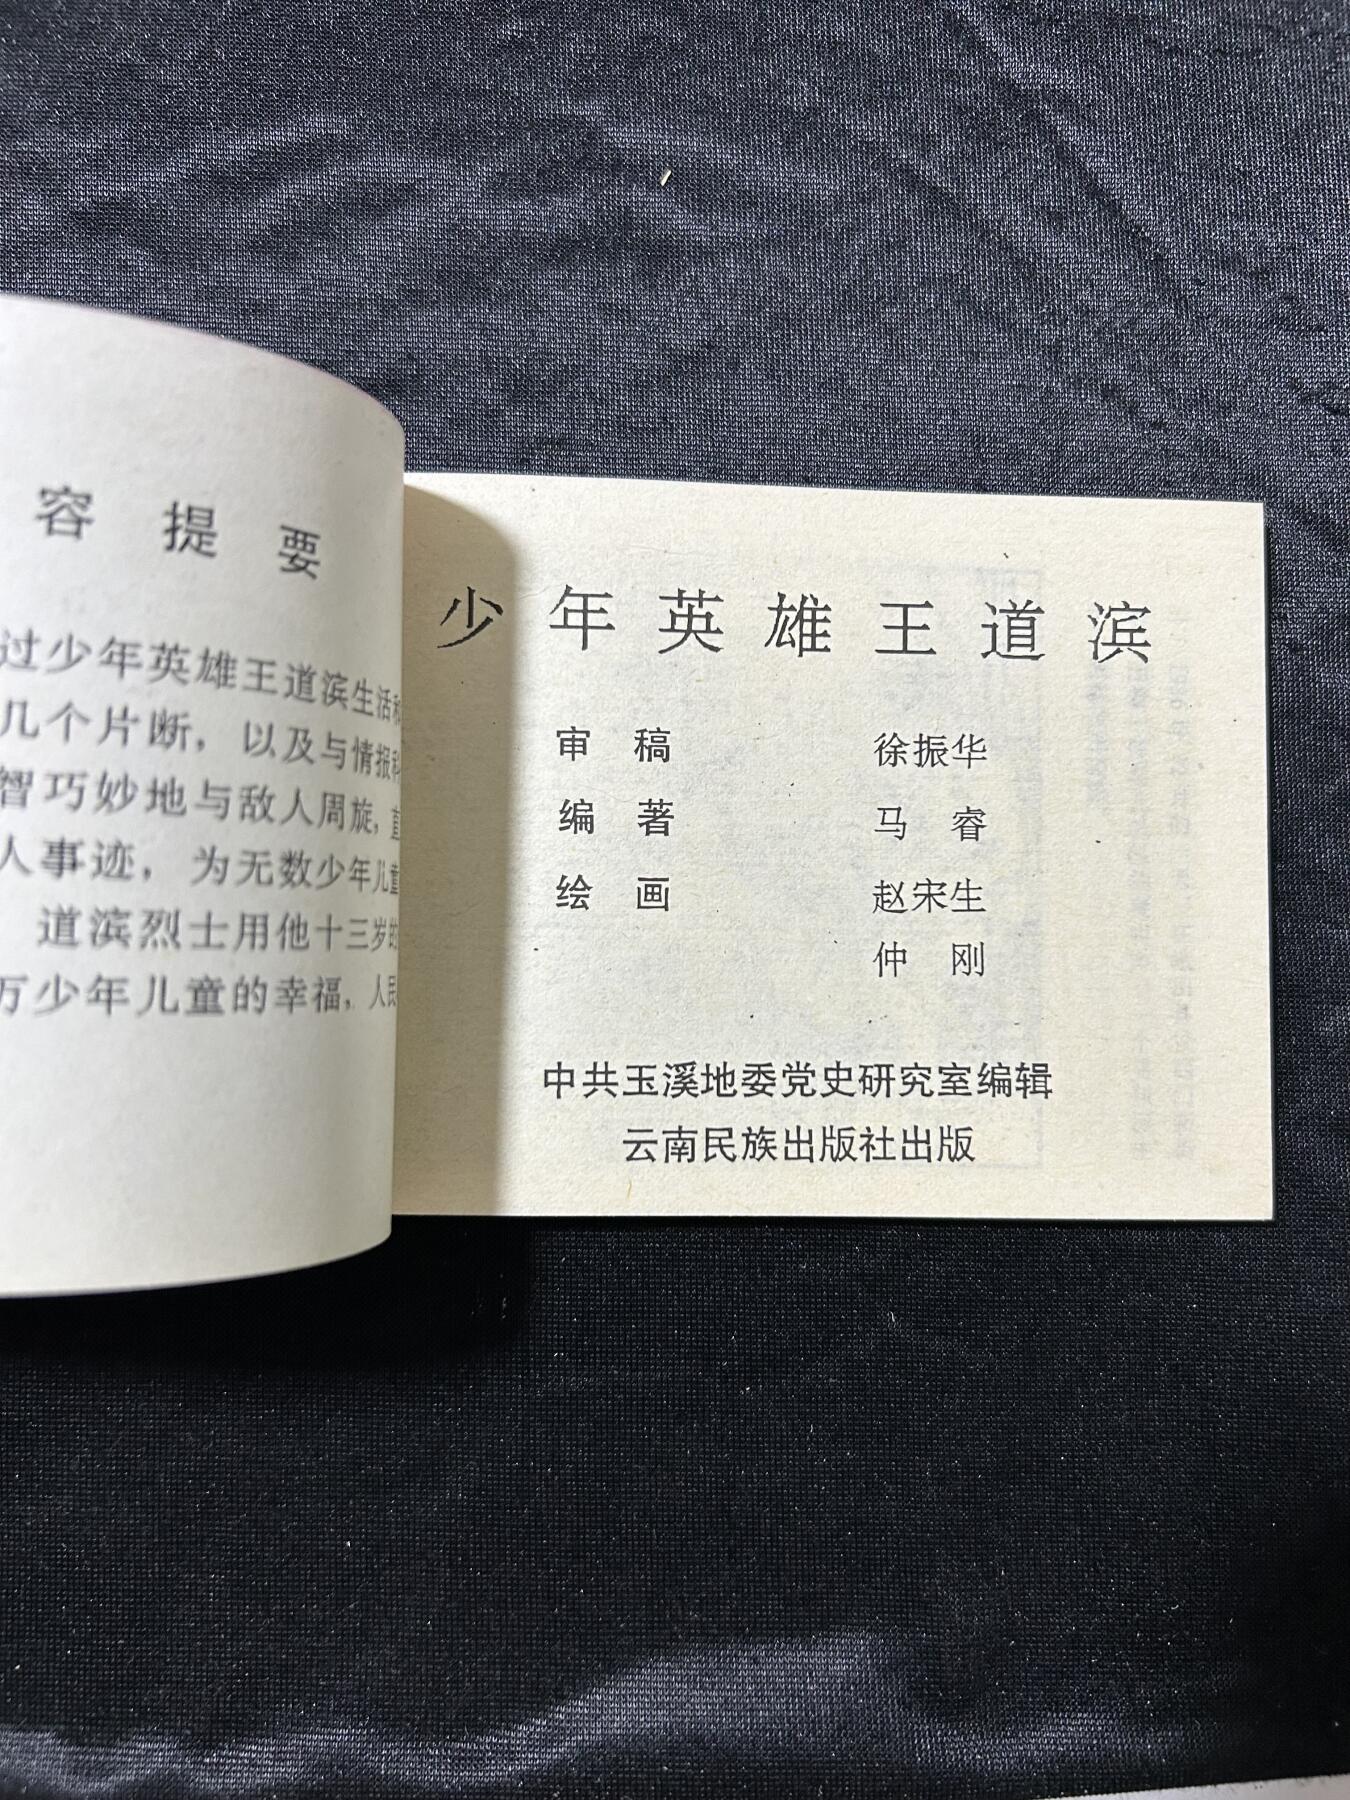 容提要
过少年英雄王道滨生活和
几个片断，以及与情报科
智巧妙地与敌人周旋，直
人事迹，为无数少年儿童
道滨烈士用他十三岁的
万少年儿童的幸福，人民
少年英雄王道滨
审稿 徐振华
编著 马睿
绘画 赵宋生
仲刚
中共玉溪地委党史研究室编辑
云南民族出版社出版